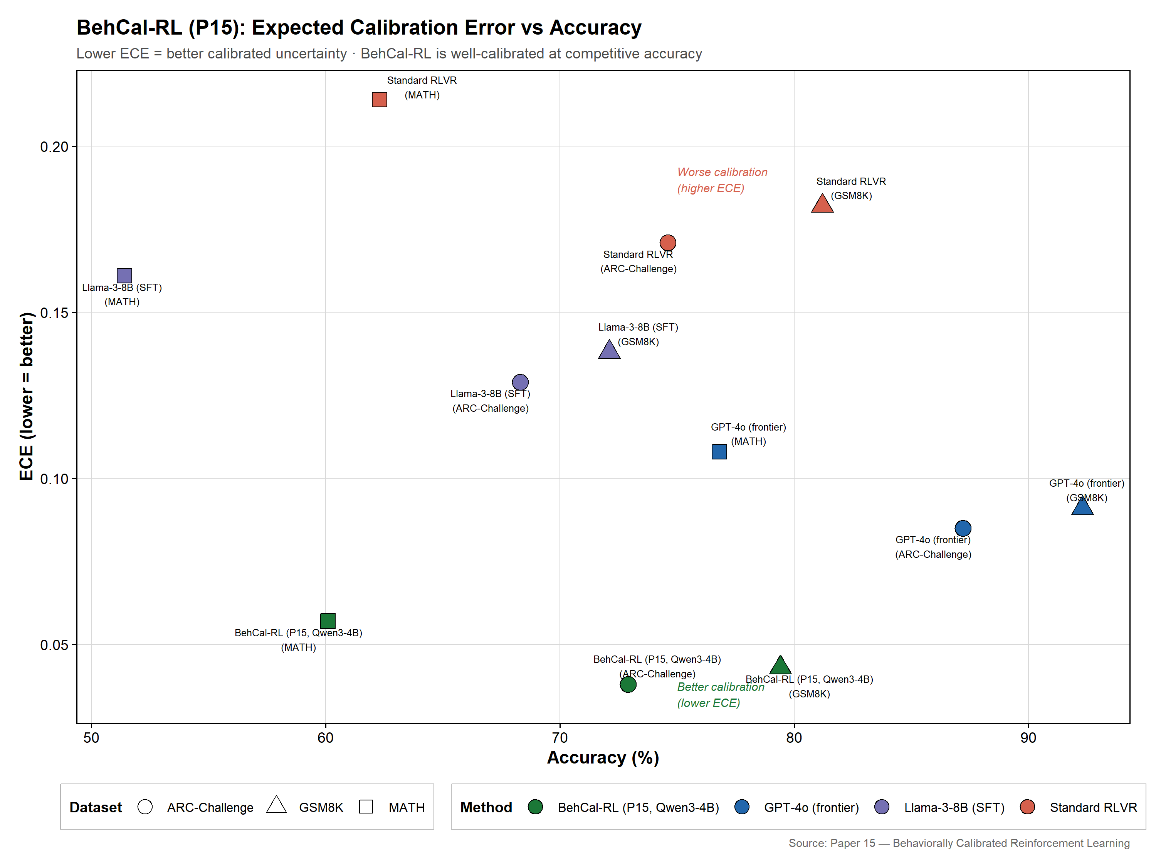 BehCal-RL (P15): Expected Calibration Error vs Accuracy
Lower ECE = better calibrated uncertainty · BehCal-RL is well-calibrated at competitive accuracy
Standard RLVR
(MATH)
0.20
Worse calibration
(higher ECE)
Standard RLVR
(GSM8K)
Standard RLVR
(ARC-Challenge)
Llama-3-8B (SFT)
(MATH)
0.15
Llama-3-8B (SFT)
(GSM8K)
Llama-3-8B (SFT)
(ARC-Challenge)
GPT-4o (frontier)
(MATH)
ECE (lower = better)
0.10
GPT-4o (frontier)
(GSM8K)
GPT-4o (frontier)
(ARC-Challenge)
BehCal-RL (P15, Qwen3-4B)
(MATH)
0.05
BehCal-RL (P15, Qwen3-4B)
(ARC-Challenge)
BehCal-RL (P15, Qwen3-4B)
(GSM8K)
Better calibration
(lower ECE)
50 60 70 80 90
Accuracy (%)
Dataset ARC-Challenge GSM8K MATH
Method BehCal-RL (P15, Qwen3-4B) GPT-4o (frontier) Llama-3-8B (SFT) Standard RLVR
Source: Paper 15 — Behaviorally Calibrated Reinforcement Learning